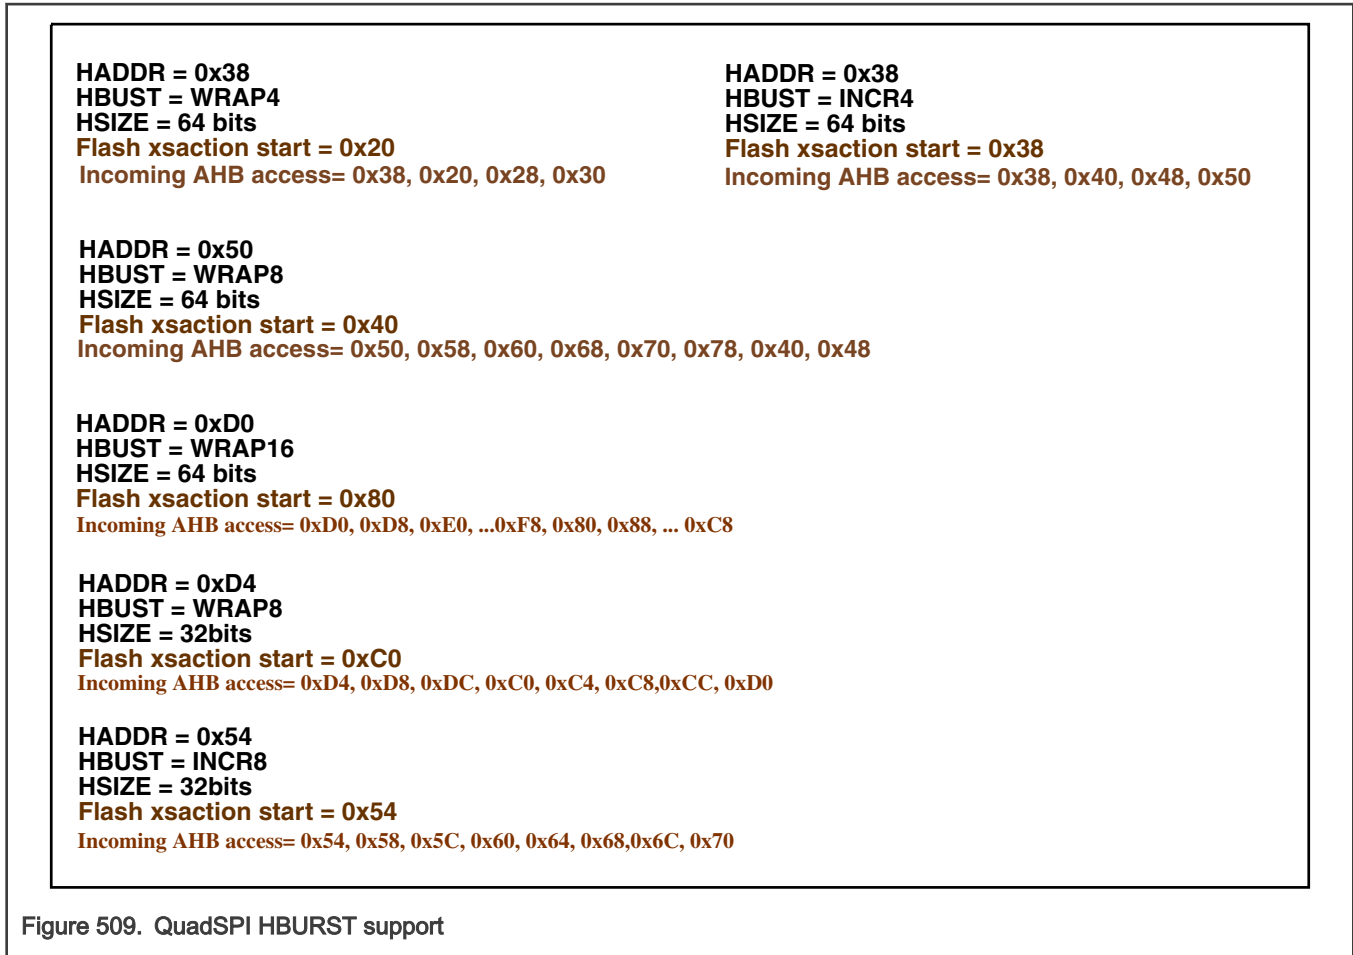 HADDR = 0x38
HBUST = WRAP4
HSIZE = 64 bits
Flash xsaction start = 0x20
Incoming AHB access= 0x38, 0x20, 0x28, 0x30
HADDR = 0x38
HBUST = INCR4
HSIZE = 64 bits
Flash xsaction start = 0x38
Incoming AHB access= 0x38, 0x40, 0x48, 0x50
HADDR = 0x50
HBUST = WRAP8
HSIZE = 64 bits
Flash xsaction start = 0x40
Incoming AHB access= 0x50, 0x58, 0x60, 0x68, 0x70, 0x78, 0x40, 0x48
HADDR = 0xD0
HBUST = WRAP16
HSIZE = 64 bits
Flash xsaction start = 0x80
Incoming AHB access= 0xD0, 0xD8, 0xE0, ...0xF8, 0x80, 0x88, ... 0xC8
HADDR = 0xD4
HBUST = WRAP8
HSIZE = 32bits
Flash xsaction start = 0xC0
Incoming AHB access= 0xD4, 0xD8, 0xDC, 0xC0, 0xC4, 0xC8,0xCC, 0xD0
HADDR = 0x54
HBUST = INCR8
HSIZE = 32bits
Flash xsaction start = 0x54
Incoming AHB access= 0x54, 0x58, 0x5C, 0x60, 0x64, 0x68,0x6C, 0x70
Figure 509. QuadSPI HBURST support